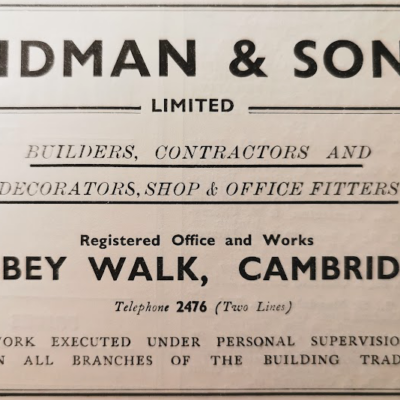 IDMAN & SON
LIMITED
BUILDERS, CONTRACTORS AND
DECORATORS, SHOP & OFFICE FITTERS
Registered Office and Works
BEY WALK, CAMBRID
Telephone 2476 (Two Lines)
ORK EXECUTED UNDER PERSONAL SUPERVISIO
N ALL BRANCHES OF THE BUILDING TRAD